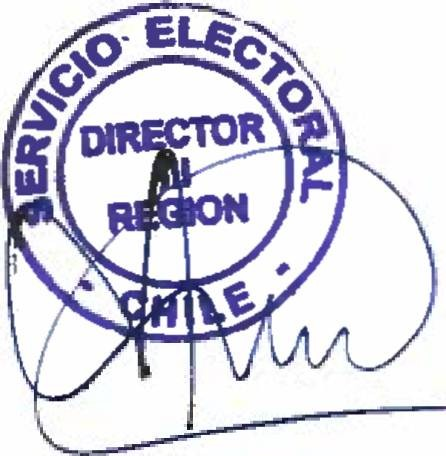 SERVICIO ELECTORAL
DIRECTOR
REGION
- CHILE -